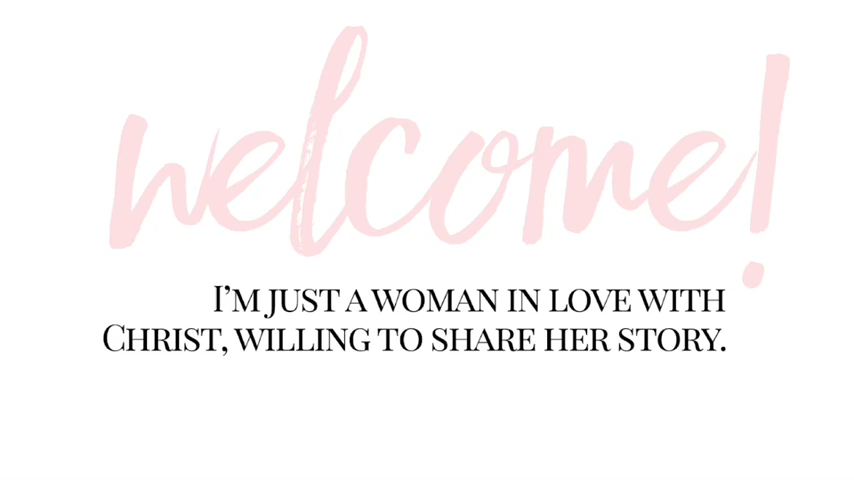 welcome!
I'm just a woman in love with
Christ, willing to share her story.